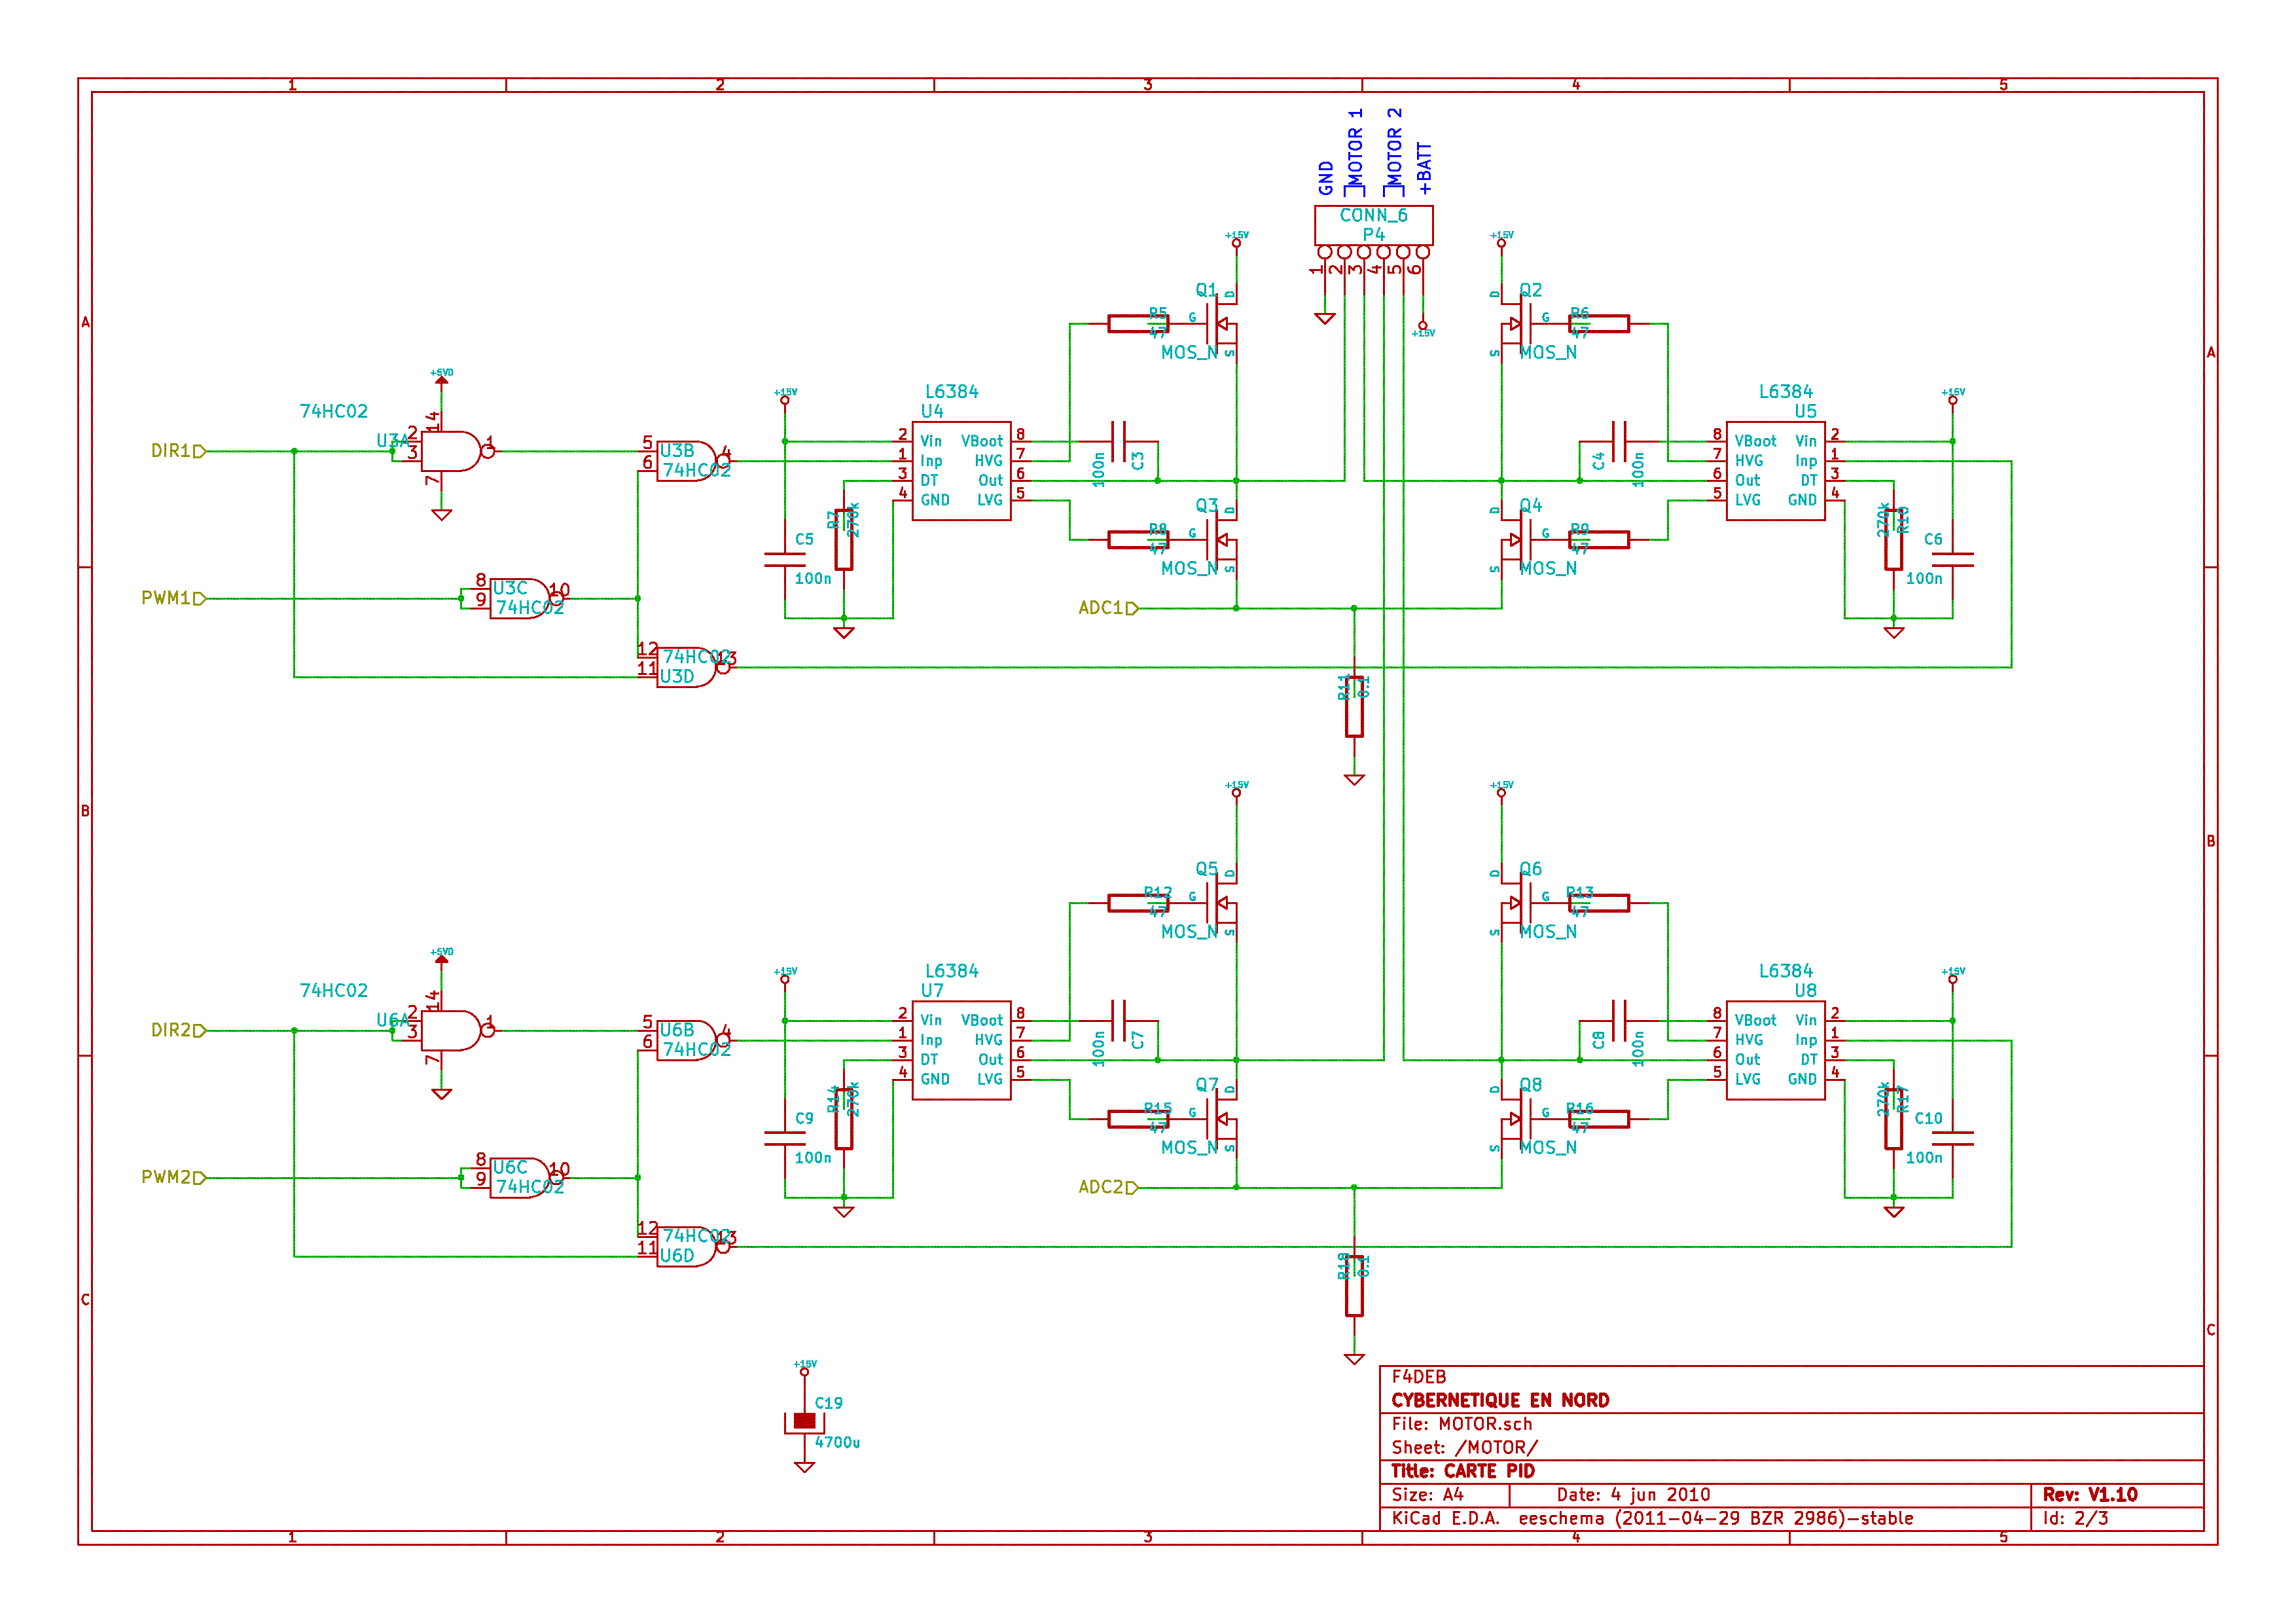 1 2 3 4 5
A
B
C
A
B
C
1 2 3 4 5
GND
MOTOR 1
MOTOR 2
+BATT
CONN_6
P4
1 2 3 4 5 6
+15V
DIR1
74HC02
U3A
+5VD
14
2
3
1
7
5
6
U3B
74HC02
4
PWM1
8
9
U3C
74HC02
10
12
11
74HC02
U3D
13
+15V
C5
100n
R7
270k
L6384
U4
2 Vin VBoot 8
1 Inp HVG 7
3 DT Out 6
4 GND LVG 5
100n
C3
R5
47
+15V
Q1
D
G
S
MOS_N
R8
47
Q3
D
G
S
MOS_N
ADC1
R11
0.1
+15V
Q2
D
G
S
MOS_N
R6
47
Q4
D
G
S
MOS_N
R9
47
C4
100n
L6384
U5
8 VBoot Vin 2
7 HVG Inp 1
6 Out DT 3
5 LVG GND 4
+15V
270k
R10
C6
100n
DIR2
74HC02
U6A
+5VD
14
2
3
1
7
5
6
U6B
74HC02
4
PWM2
8
9
U6C
74HC02
10
12
11
74HC02
U6D
13
+15V
C9
100n
R14
270k
L6384
U7
2 Vin VBoot 8
1 Inp HVG 7
3 DT Out 6
4 GND LVG 5
100n
C7
R12
47
+15V
Q5
D
G
S
MOS_N
R15
47
Q7
D
G
S
MOS_N
ADC2
R18
0.1
+15V
Q6
D
G
S
MOS_N
R13
47
Q8
D
G
S
MOS_N
R16
47
C8
100n
L6384
U8
8 VBoot Vin 2
7 HVG Inp 1
6 Out DT 3
5 LVG GND 4
+15V
270k
R17
C10
100n
+15V
C19
4700u
F4DEB
CYBERNETIQUE EN NORD
File: MOTOR.sch
Sheet: /MOTOR/
Title: CARTE PID
Size: A4 Date: 4 jun 2010 Rev: V1.10
KiCad E.D.A. eeschema (2011-04-29 BZR 2986)-stable Id: 2/3